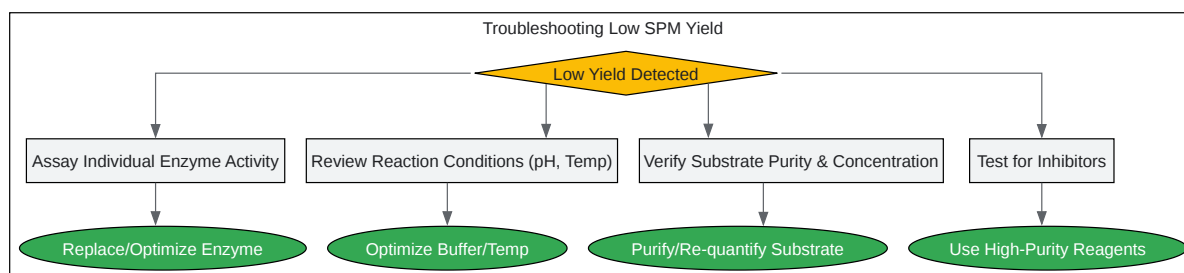 Troubleshooting Low SPM Yield
Low Yield Detected
Assay Individual Enzyme Activity
Review Reaction Conditions (pH, Temp)
Verify Substrate Purity & Concentration
Test for Inhibitors
Replace/Optimize Enzyme
Optimize Buffer/Temp
Purify/Re-quantify Substrate
Use High-Purity Reagents